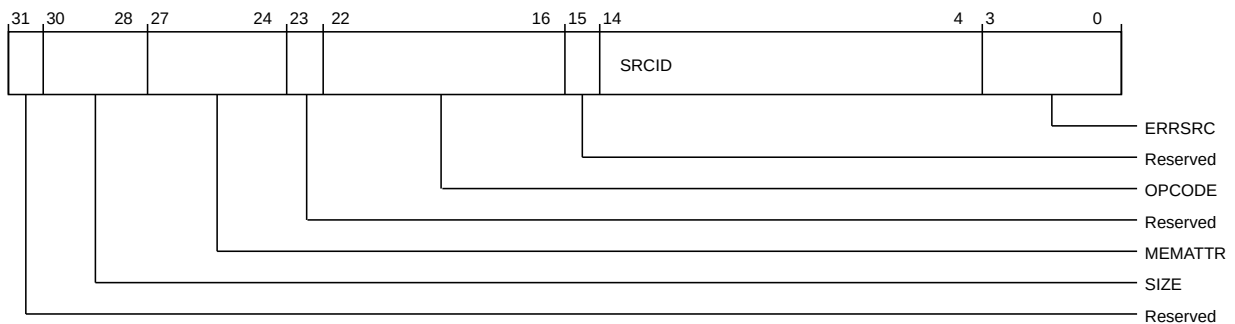 31 30 28 27 24 23 22 16 15 14 4 3 0
SRCID
ERRSRC
Reserved
OPCODE
Reserved
MEMATTR
SIZE
Reserved